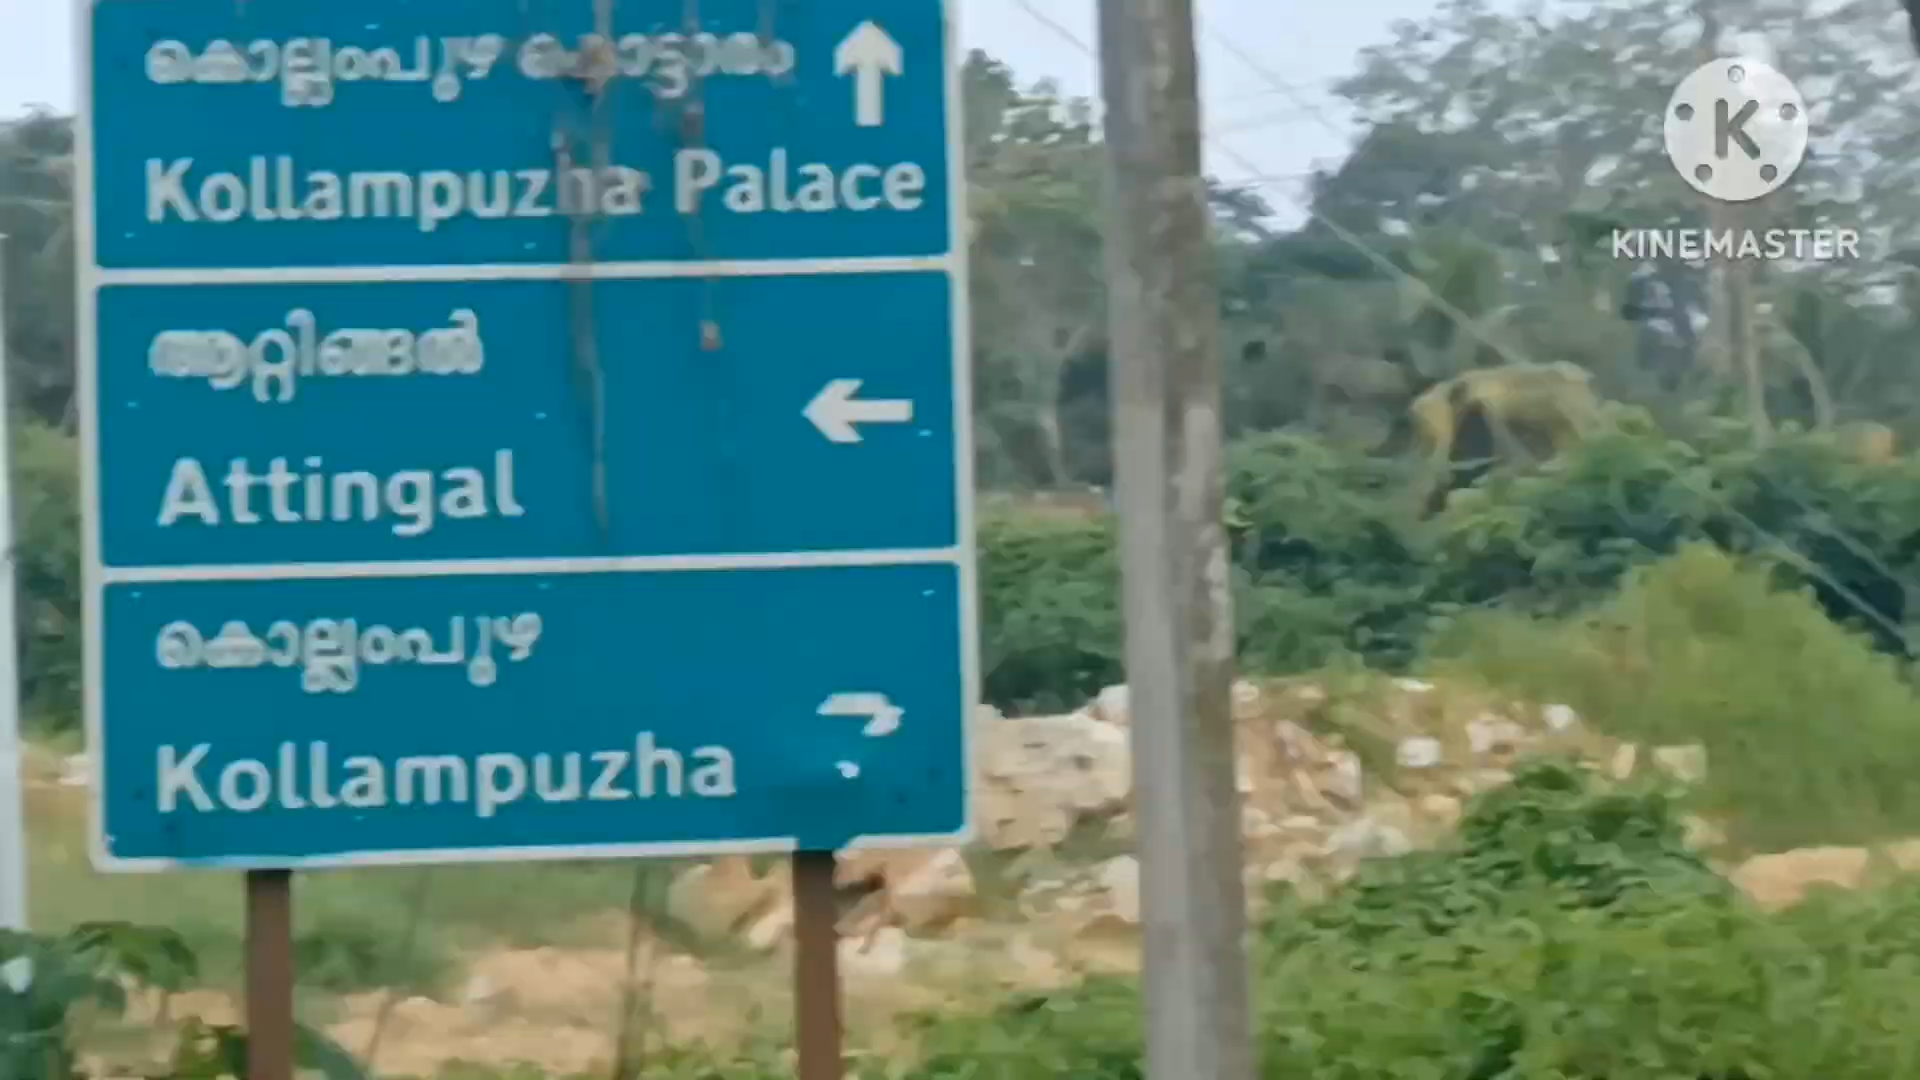 കൊല്ലംപുഴ കൊട്ടാരം
Kollampuzha Palace
ആറ്റിങ്ങൽ
Attingal
കൊല്ലംപുഴ
Kollampuzha
K
KINEMASTER